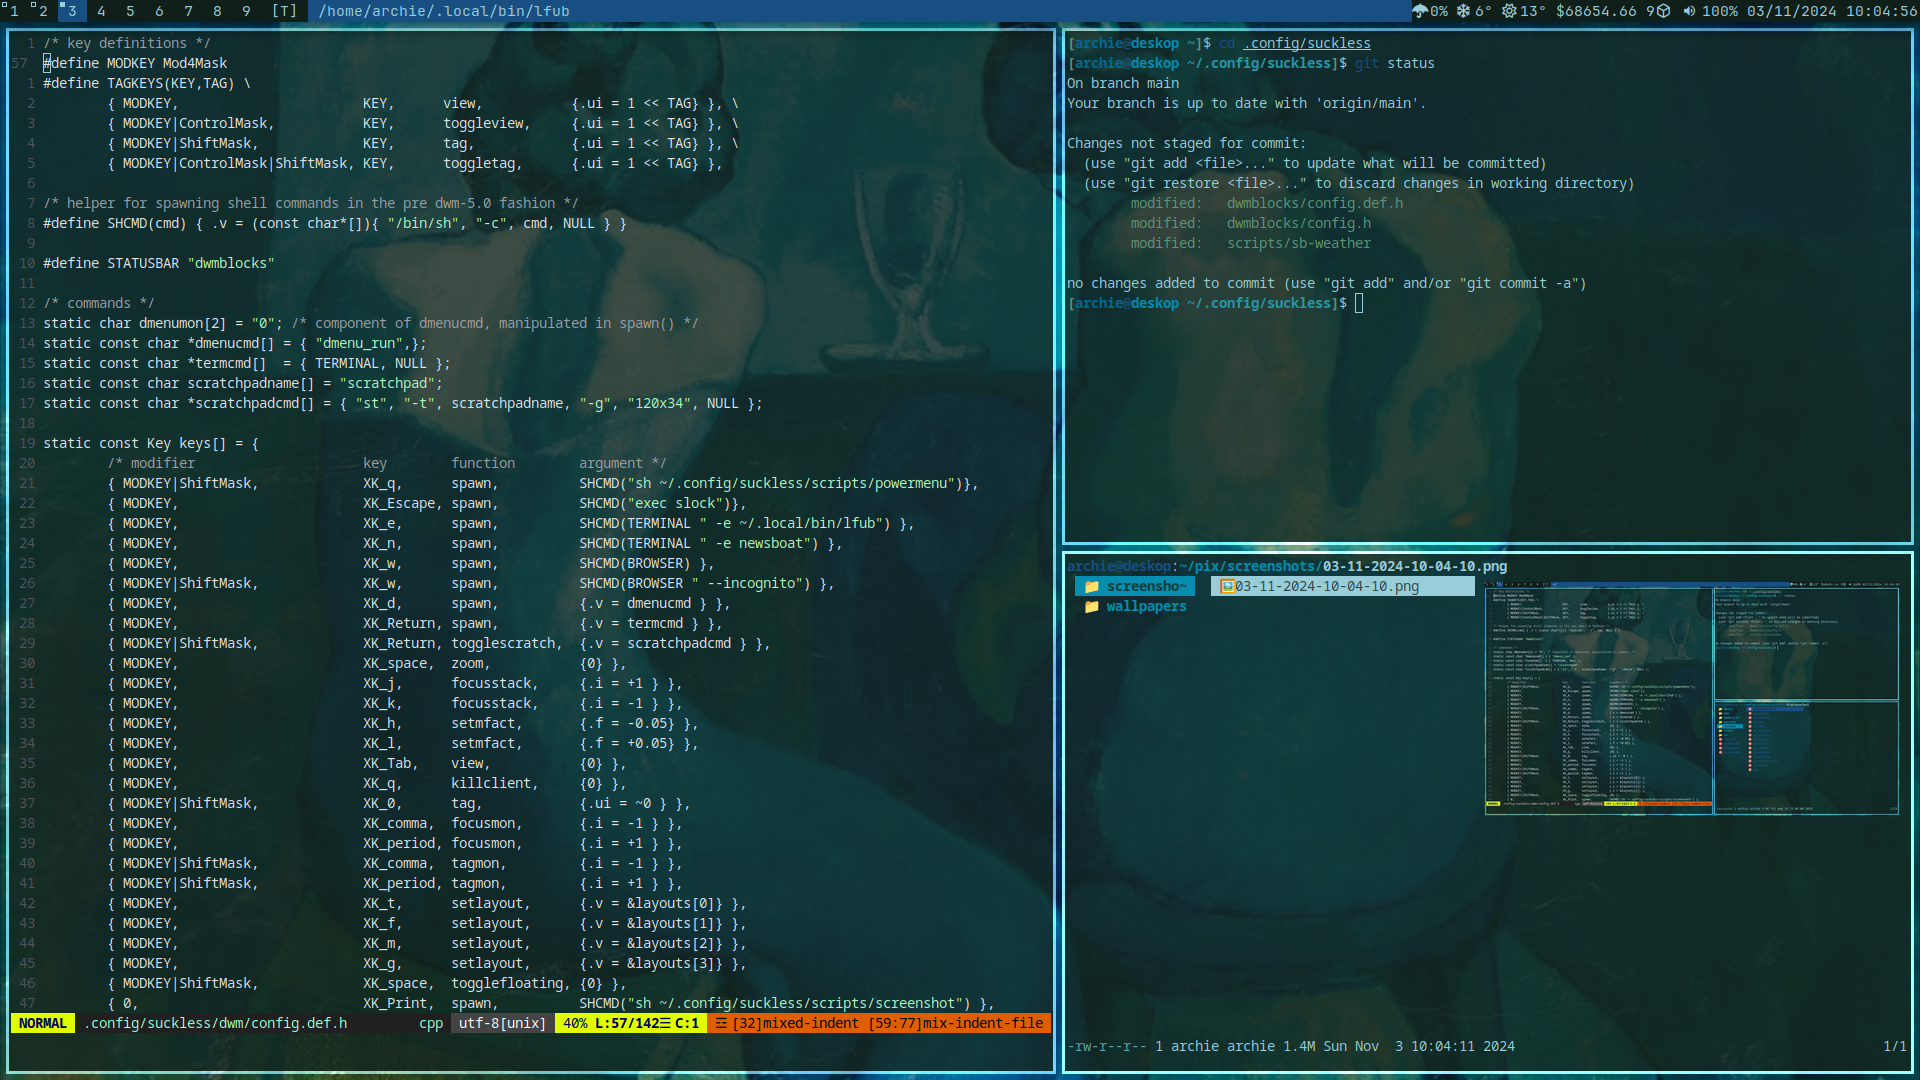 1 2 3 4 5 6 7 8 9 [T] /home/archie/.local/bin/lfub 0% 6° 13° $68654.66 9 100% 03/11/2024 10:04:56
1 /* key definitions */
57 #define MODKEY Mod4Mask
1 #define TAGKEYS(KEY,TAG) \
2 { MODKEY, KEY, view, {.ui = 1 << TAG} }, \
3 { MODKEY|ControlMask, KEY, toggleview, {.ui = 1 << TAG} }, \
4 { MODKEY|ShiftMask, KEY, tag, {.ui = 1 << TAG} }, \
5 { MODKEY|ControlMask|ShiftMask, KEY, toggletag, {.ui = 1 << TAG} },
6
7 /* helper for spawning shell commands in the pre dwm-5.0 fashion */
8 #define SHCMD(cmd) { .v = (const char*[]){ "/bin/sh", "-c", cmd, NULL } }
9
10 #define STATUSBAR "dwmblocks"
11
12 /* commands */
13 static char dmenumon[2] = "0"; /* component of dmenucmd, manipulated in spawn() */
14 static const char *dmenucmd[] = { "dmenu_run",};
15 static const char *termcmd[]  = { TERMINAL, NULL };
16 static const char scratchpadname[] = "scratchpad";
17 static const char *scratchpadcmd[] = { "st", "-t", scratchpadname, "-g", "120x34", NULL };
18
19 static const Key keys[] = {
20 /* modifier key function argument */
21 { MODKEY|ShiftMask, XK_q, spawn, SHCMD("sh ~/.config/suckless/scripts/powermenu")},
22 { MODKEY, XK_Escape, spawn, SHCMD("exec slock")},
23 { MODKEY, XK_e, spawn, SHCMD(TERMINAL " -e ~/.local/bin/lfub") },
24 { MODKEY, XK_n, spawn, SHCMD(TERMINAL " -e newsboat") },
25 { MODKEY, XK_w, spawn, SHCMD(BROWSER) },
26 { MODKEY|ShiftMask, XK_w, spawn, SHCMD(BROWSER " --incognito") },
27 { MODKEY, XK_d, spawn, {.v = dmenucmd } },
28 { MODKEY, XK_Return, spawn, {.v = termcmd } },
29 { MODKEY|ShiftMask, XK_Return, togglescratch, {.v = scratchpadcmd } },
30 { MODKEY, XK_space, zoom, {0} },
31 { MODKEY, XK_j, focusstack, {.i = +1 } },
32 { MODKEY, XK_k, focusstack, {.i = -1 } },
33 { MODKEY, XK_h, setmfact, {.f = -0.05} },
34 { MODKEY, XK_l, setmfact, {.f = +0.05} },
35 { MODKEY, XK_Tab, view, {0} },
36 { MODKEY, XK_q, killclient, {0} },
37 { MODKEY|ShiftMask, XK_0, tag, {.ui = ~0 } },
38 { MODKEY, XK_comma, focusmon, {.i = -1 } },
39 { MODKEY, XK_period, focusmon, {.i = +1 } },
40 { MODKEY|ShiftMask, XK_comma, tagmon, {.i = -1 } },
41 { MODKEY|ShiftMask, XK_period, tagmon, {.i = +1 } },
42 { MODKEY, XK_t, setlayout, {.v = &layouts[0]} },
43 { MODKEY, XK_f, setlayout, {.v = &layouts[1]} },
44 { MODKEY, XK_m, setlayout, {.v = &layouts[2]} },
45 { MODKEY, XK_g, setlayout, {.v = &layouts[3]} },
46 { MODKEY|ShiftMask, XK_space, togglefloating, {0} },
47 { 0, XK_Print, spawn, SHCMD("sh ~/.config/suckless/scripts/screenshot") },
NORMAL .config/suckless/dwm/config.def.h cpp utf-8[unix] 40% L:57/142☰ C:1 ☲ [32]mixed-indent [59:77]mix-indent-file
[archie@deskop ~]$ cd .config/suckless
[archie@deskop ~/.config/suckless]$ git status
On branch main
Your branch is up to date with 'origin/main'.
Changes not staged for commit:
(use "git add <file>..." to update what will be committed)
(use "git restore <file>..." to discard changes in working directory)
modified: dwmblocks/config.def.h
modified: dwmblocks/config.h
modified: scripts/sb-weather
no changes added to commit (use "git add" and/or "git commit -a")
[archie@deskop ~/.config/suckless]$
archie@deskop:~/pix/screenshots/03-11-2024-10-04-10.png
screensho~ 03-11-2024-10-04-10.png
wallpapers
-rw-r--r-- 1 archie archie 1.4M Sun Nov  3 10:04:11 2024 1/1